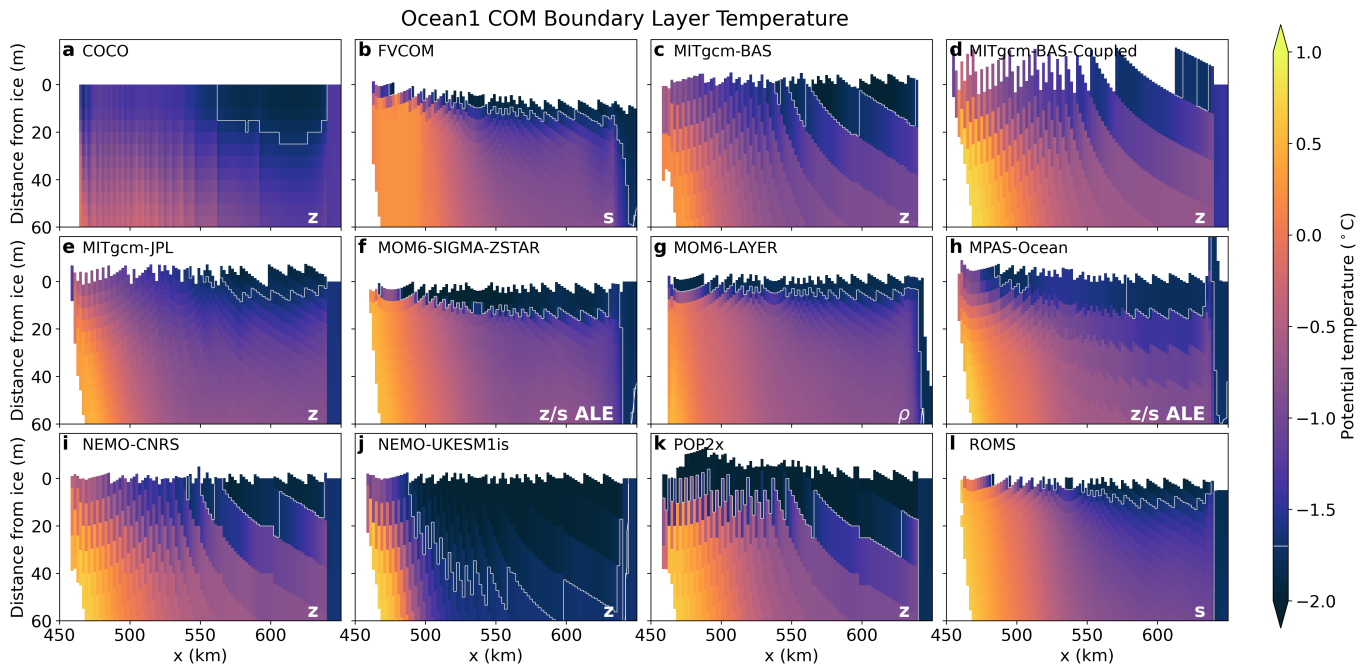 Ocean1 COM Boundary Layer Temperature
a COCO
b FVCOM
c MITgcm-BAS
d MITgcm-BAS-Coupled
Distance from ice (m)
0
20
40
60
z
s
z
z
e MITgcm-JPL
f MOM6-SIGMA-ZSTAR
g MOM6-LAYER
h MPAS-Ocean
Distance from ice (m)
0
20
40
60
z
z/s ALE
ρ
z/s ALE
i NEMO-CNRS
j NEMO-UKESM1is
k POP2x
l ROMS
Distance from ice (m)
0
20
40
60
z
z
s
450 500 550 600
450 500 550 600
450 500 550 600
450 500 550 600
x (km)
x (km)
x (km)
x (km)
1.0
0.5
0.0
−0.5
−1.0
−1.5
−2.0
Potential temperature (°C)